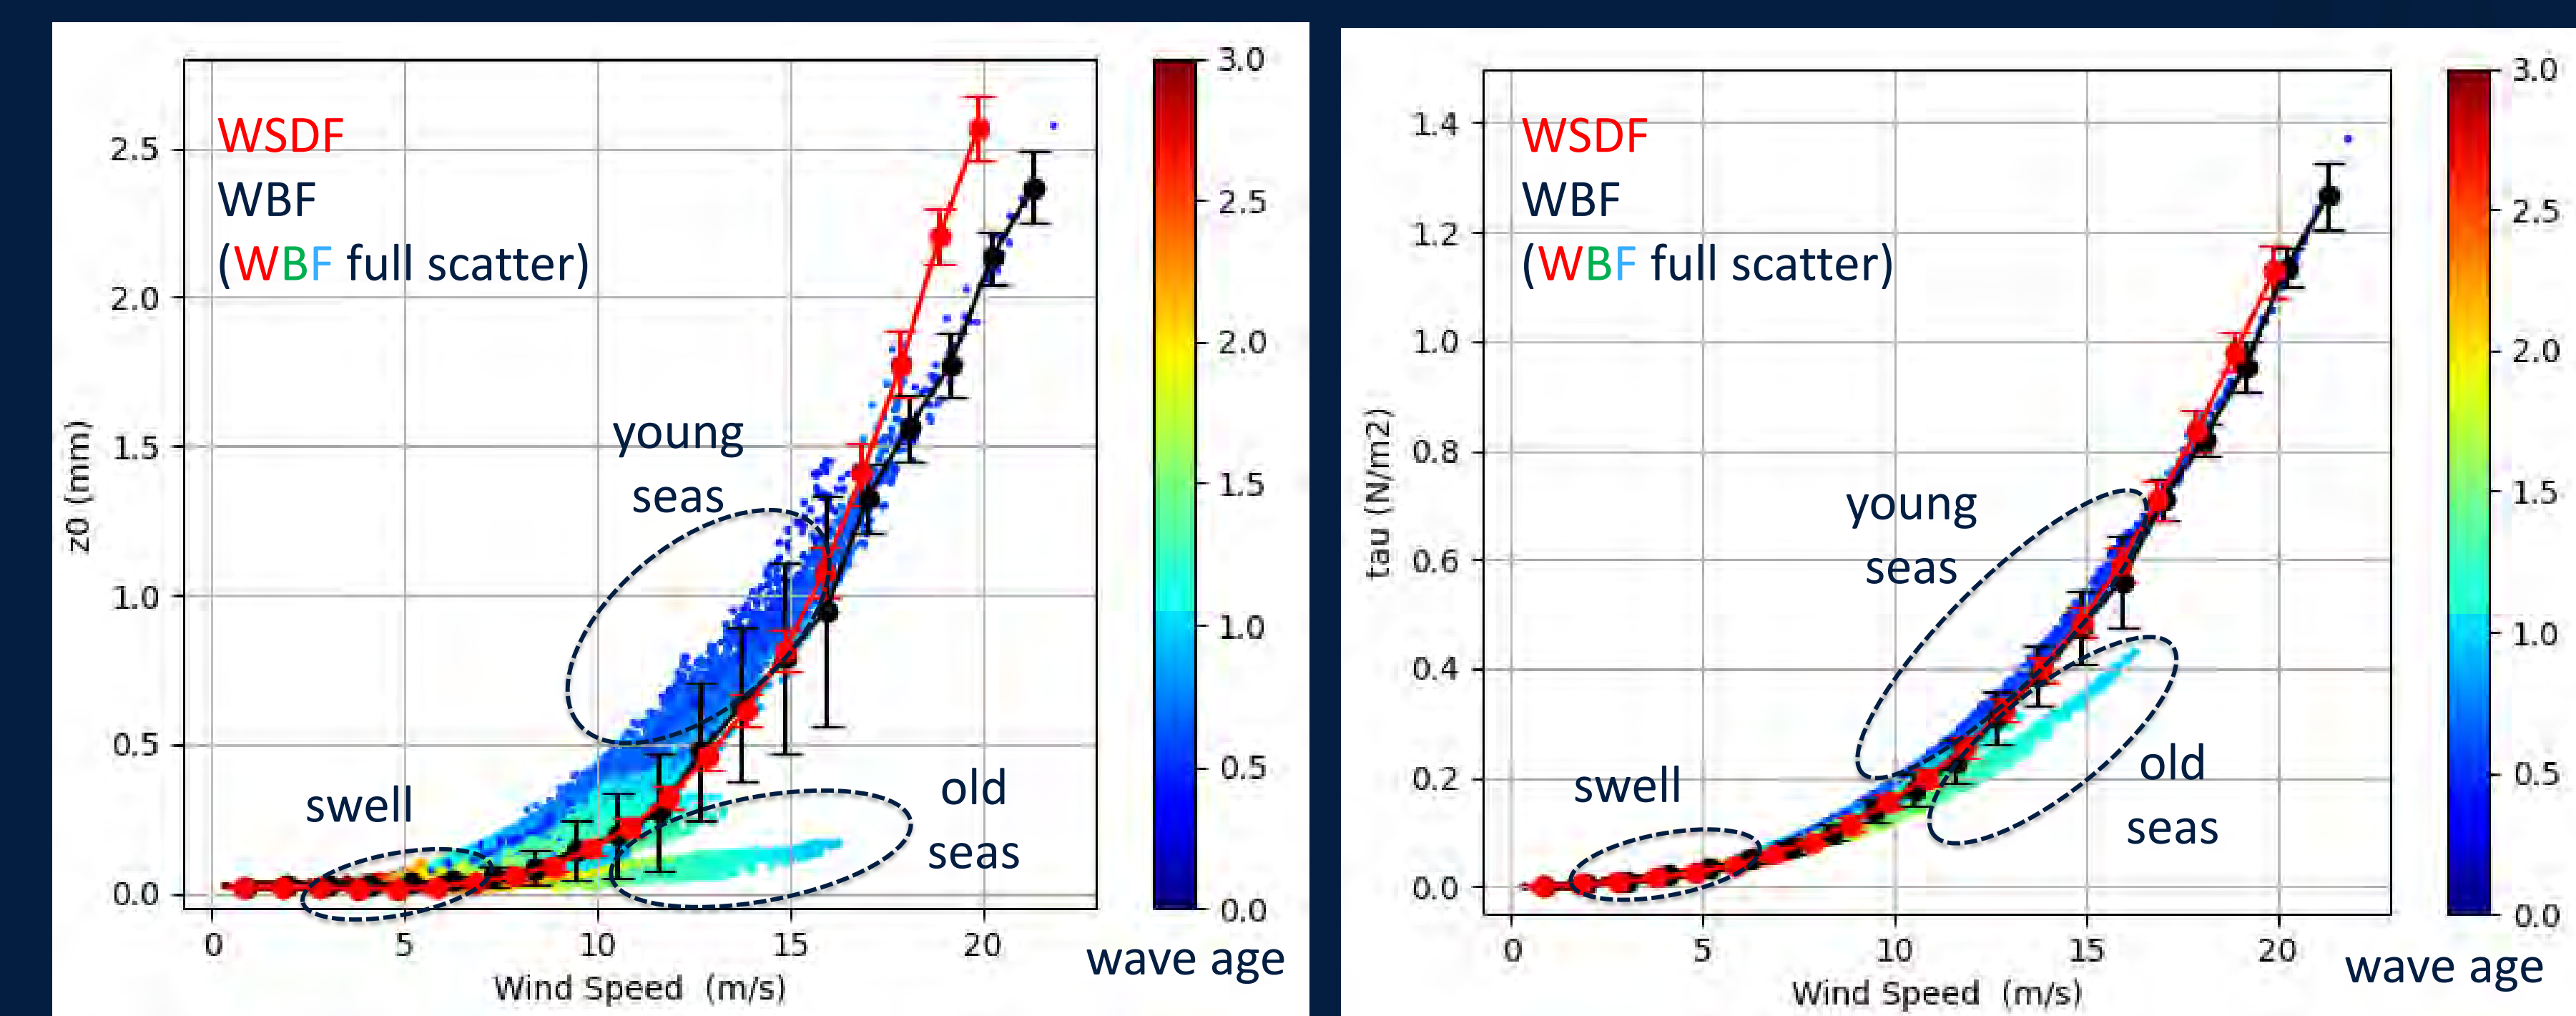 WSDF
WBF
(WBF full scatter)
young
seas
swell
old
seas
z0 (mm)
2.5
2.0
1.5
1.0
0.5
0.0
0
5
10
15
20
Wind Speed (m/s)
3.0
2.5
2.0
1.5
1.0
0.5
0.0
wave age
WSDF
WBF
(WBF full scatter)
young
seas
swell
old
seas
tau (N/m2)
1.4
1.2
1.0
0.8
0.6
0.4
0.2
0.0
0
5
10
15
20
Wind Speed (m/s)
3.0
2.5
2.0
1.5
1.0
0.5
0.0
wave age